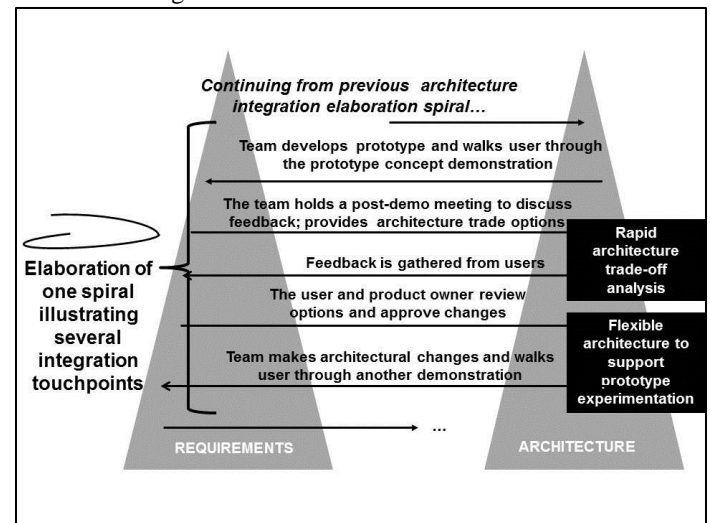 Continuing from previous architecture
integration elaboration spiral…
Team develops prototype and walks user through
the prototype concept demonstration
The team holds a post-demo meeting to discuss
feedback; provides architecture trade options
Rapid
architecture
trade-off
analysis
Feedback is gathered from users
Elaboration of
one spiral
illustrating
several
integration
touchpoints
The user and product owner review
options and approve changes
Flexible
architecture to
support
prototype
experimentation
Team makes architectural changes and walks
user through another demonstration
...
REQUIREMENTS
ARCHITECTURE